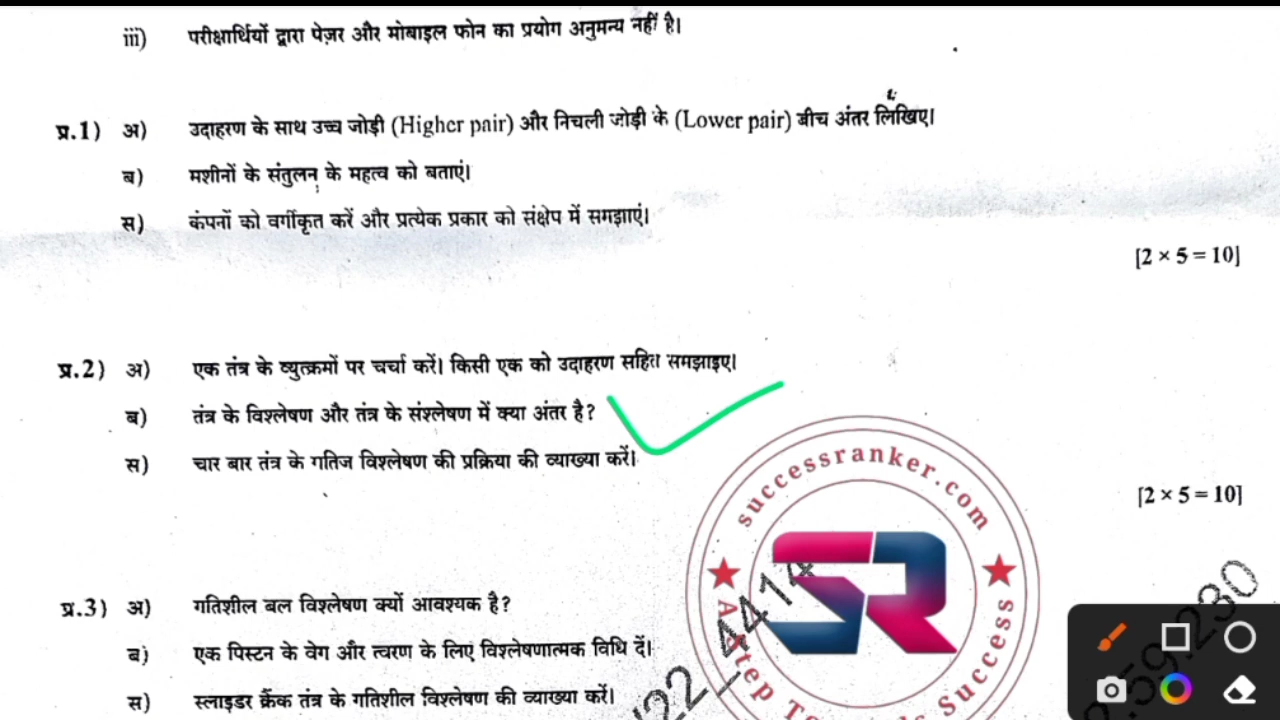 iii) परीक्षार्थियों द्वारा पेज़र और मोबाइल फोन का प्रयोग अनुमन्य नहीं है।
प्र.1) अ) उदाहरण के साथ उच्च जोड़ी (Higher pair) और निचली जोड़ी के (Lower pair) बीच अंतर लिखिए।
ब) मशीनों के संतुलन के महत्व को बताएं।
स) कंपनों को वर्गीकृत करें और प्रत्येक प्रकार को संक्षेप में समझाएं।
[2 × 5 = 10]
प्र.2) अ) एक तंत्र के व्युत्क्रमों पर चर्चा करें। किसी एक को उदाहरण सहित समझाइए।
ब) तंत्र के विश्लेषण और तंत्र के संश्लेषण में क्या अंतर है?
स) चार बार तंत्र के गतिज विश्लेषण की प्रक्रिया की व्याख्या करें।
[2 × 5 = 10]
प्र.3) अ) गतिशील बल विश्लेषण क्यों आवश्यक है?
ब) एक पिस्टन के वेग और त्वरण के लिए विश्लेषणात्मक विधि दें।
स) स्लाइडर क्रैंक तंत्र के गतिशील विश्लेषण की व्याख्या करें।
successranker.com
SR
A Step Success